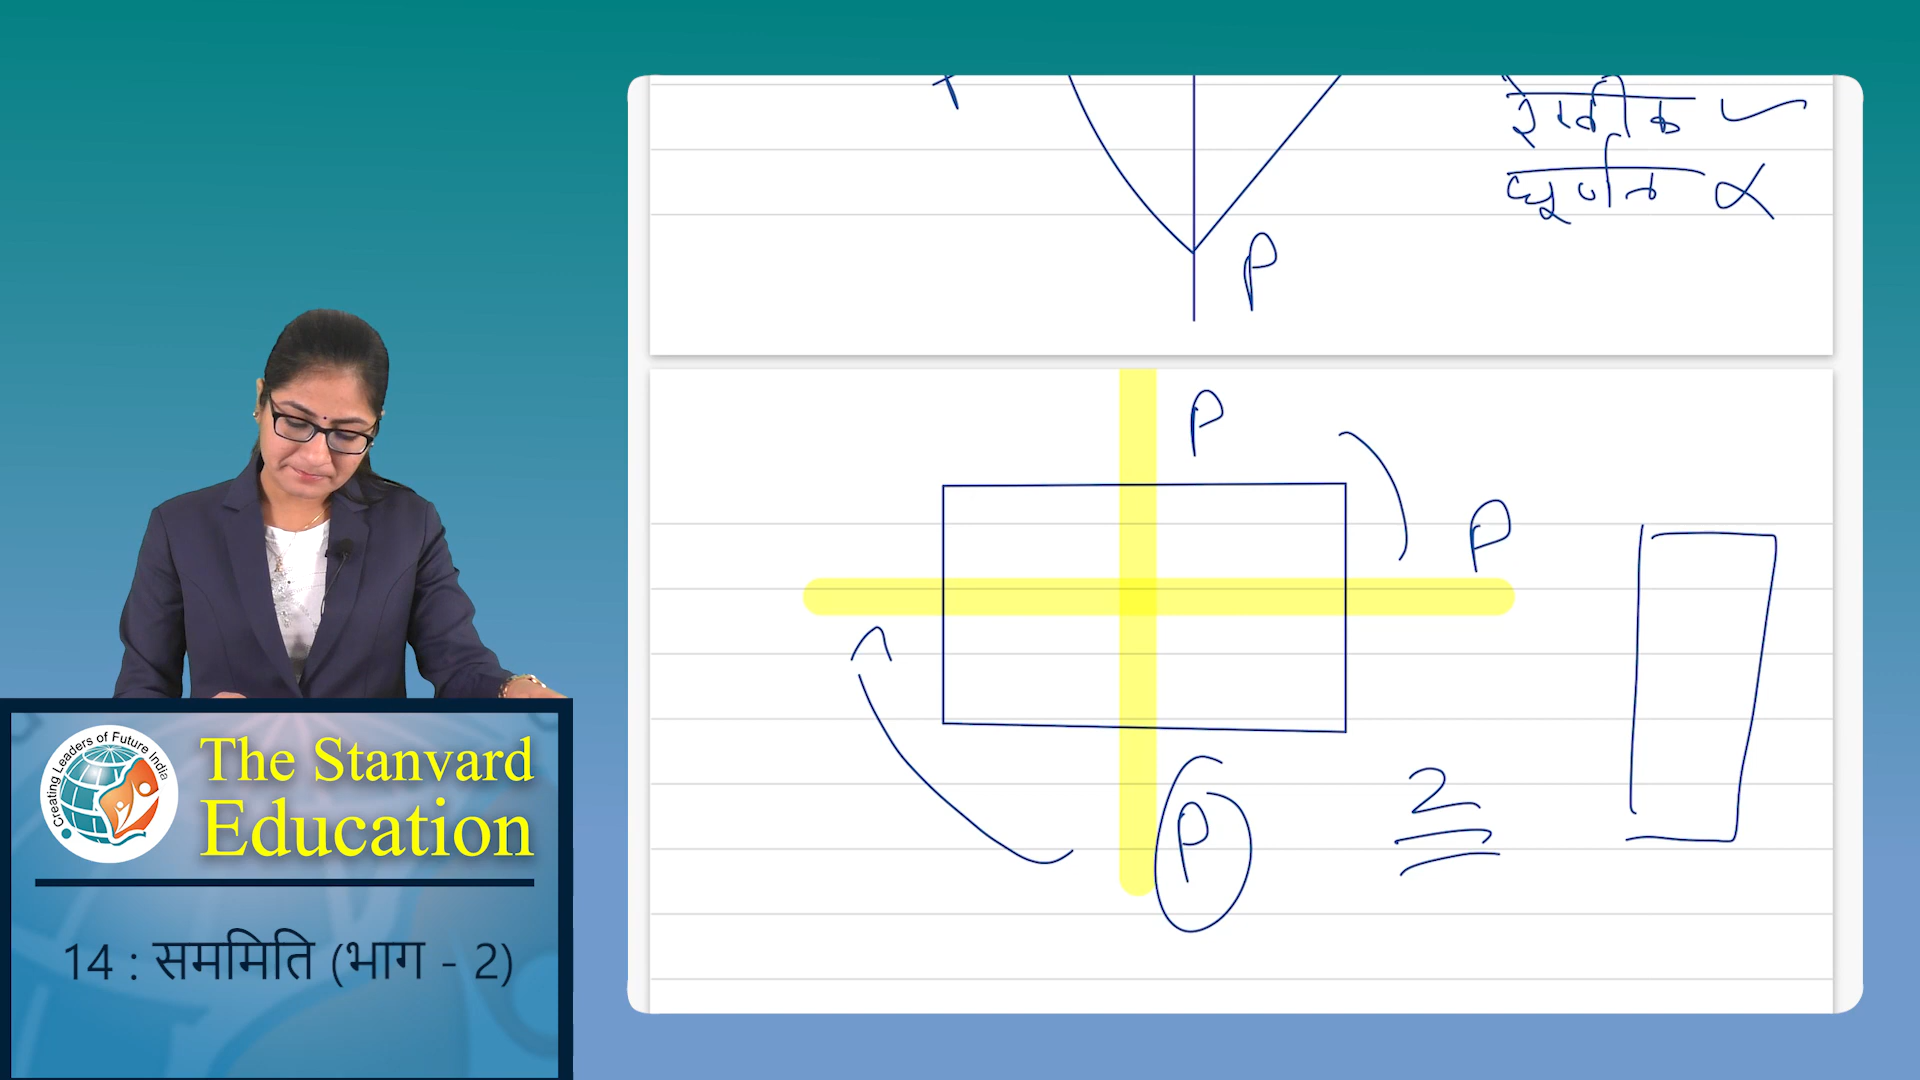 रेखीक
घूर्णन
P
P
P
P
2
Creating Leaders of Future India
The Stanvard
Education
14 : सममिति (भाग - 2)